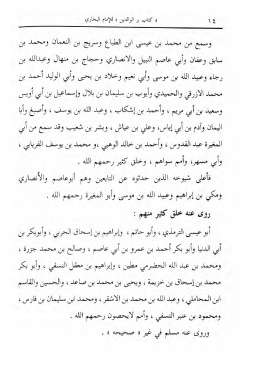 ١٤ « كتاب بر الوالدين » للإمام البخاري
وسمع من محمد بن عيسى ابن الطباع وسريج بن النعمان ومحمد بن
سابق وعفان وأبي عاصم النبيل والأنصاري وحجاج بن منهال وعبدالله بن
رجاء وعبيد الله بن موسى وأبي نعيم وخلاد بن يحيى وأبي الوليد أحمد بن
محمد الأزرقي والحميدي وأيوب بن سليمان بن بلال وإسماعيل بن أبي أويس
وسعيد بن أبي مريم ، وأحمد بن إشكاب ، وعبد الله بن يوسف ، وأصبغ وأبا
اليمان وآدم بن أبي إياس ، وعلي بن عياش ، وبشر بن شعيب وقد سمع من أبي
المغيرة عبد القدوس ، وأحمد بن خالد الوهبي ، ومحمد بن يوسف الفريابي ،
وأبي مسهر، وأمم سواهم ، وخلق كثير رحمهم الله .
فأعلى شيوخه الذين حدثوه عن التابعين وهم أبوعاصم والأنصاري
ومكي بن إبراهيم وعبيد الله بن موسى وأبو المغيرة رحمهم الله .
روى عنه خلق كثير منهم :
أبو عيسى الترمذي ، وأبو حاتم ، وإبراهيم بن إسحاق الحربي ، وأبوبكر بن
أبي الدنيا وأبو بكر أحمد بن عمرو بن أبي عاصم ، وصالح بن محمد جزرة ،
ومحمد بن عبد الله الحضرمي مطين ، وإبراهيم بن معقل النسفي ، وأبو بكر
محمد بن إسحاق بن خزيمة ، ويحيى بن محمد بن صاعد ، والحسين والقاسم
ابن المحاملي ، وعبد الله بن محمد بن الأشقر ، ومحمد ابن سليمان بن فارس ،
ومحمود بن عنبر النسفي ، وأمم لايحصون رحمهم الله .
وروى عنه مسلم في غير « صحيحه » .